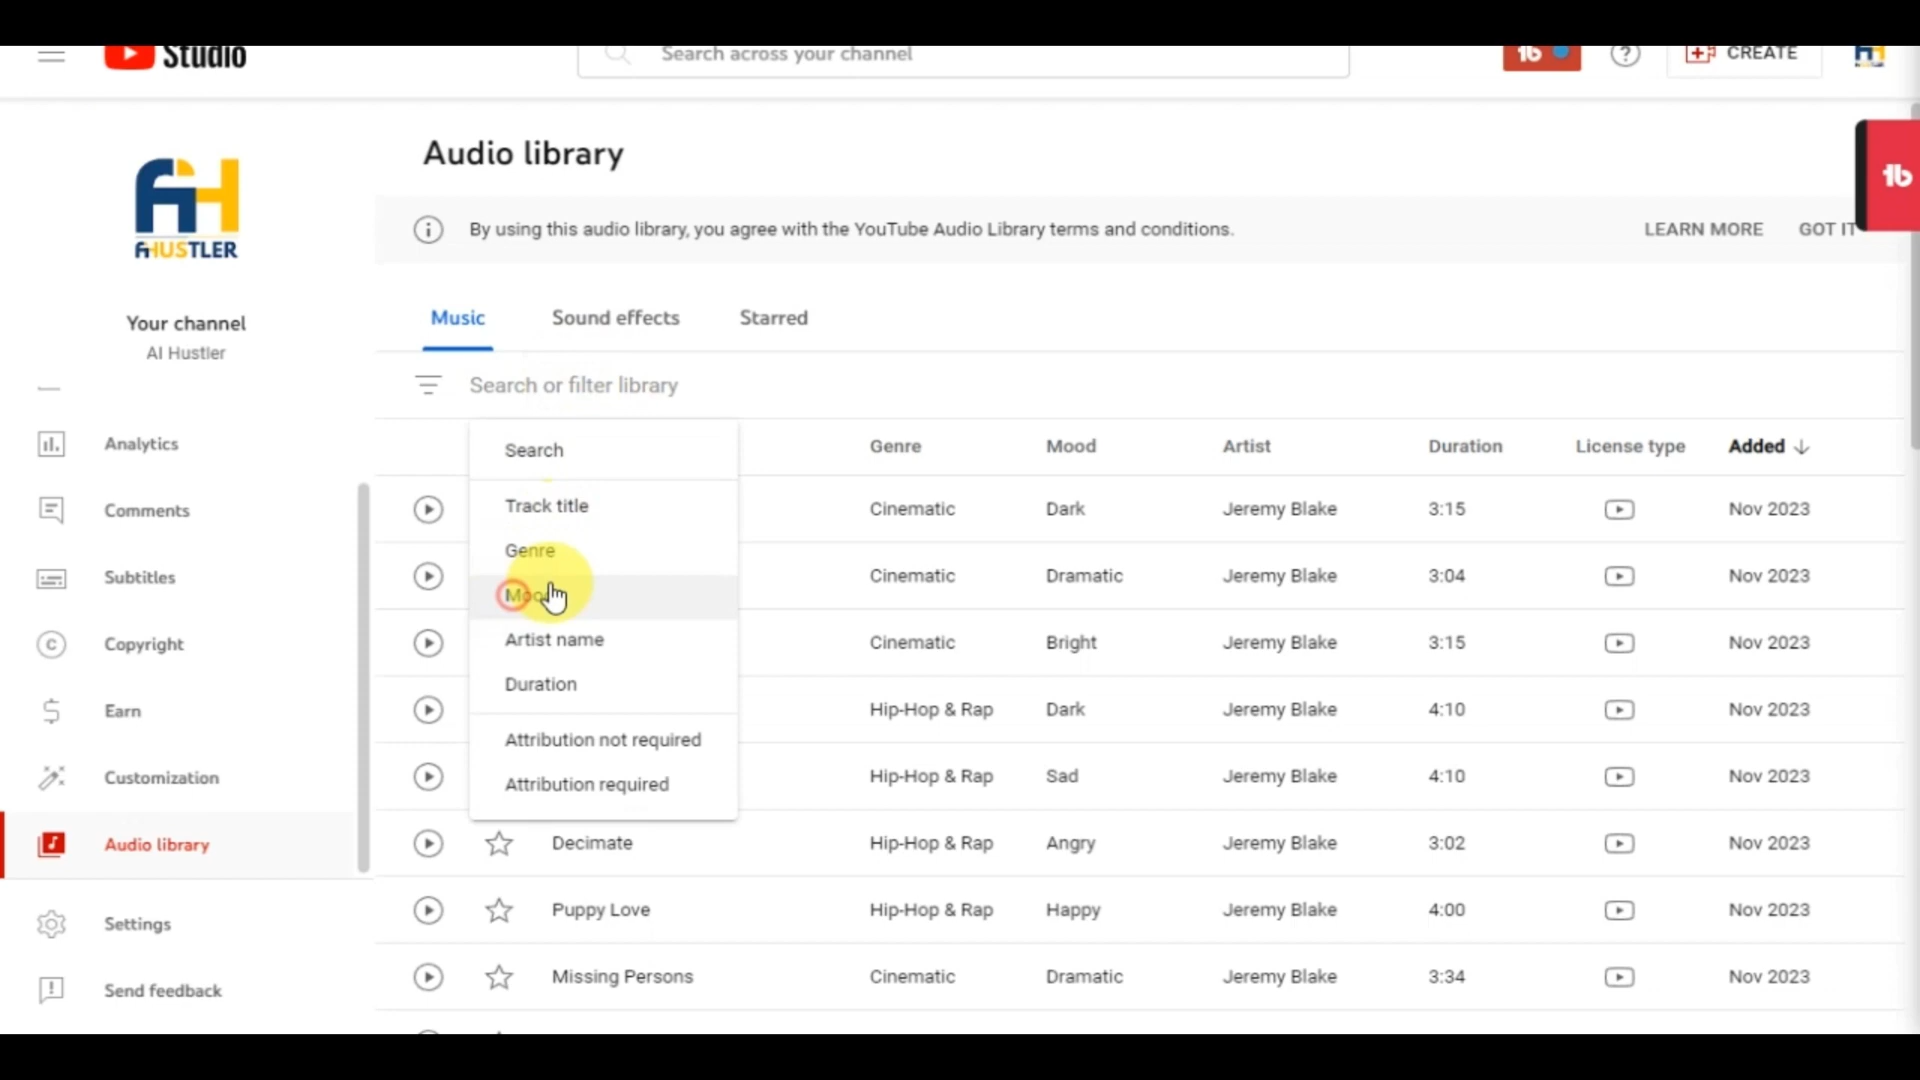 Studio
Search across your channel
CREATE
Audio library
By using this audio library, you agree with the YouTube Audio Library terms and conditions.
LEARN MORE
GOT IT
HUSTLER
Your channel
AI Hustler
Music
Sound effects
Starred
Search or filter library
Search
Track title
Genre
Mood
Artist name
Duration
Attribution not required
Attribution required
Analytics
Comments
Subtitles
Copyright
Earn
Customization
Audio library
Settings
Send feedback
Genre Mood Artist Duration License type Added
Cinematic Dark Jeremy Blake 3:15 Nov 2023
Cinematic Dramatic Jeremy Blake 3:04 Nov 2023
Cinematic Bright Jeremy Blake 3:15 Nov 2023
Hip-Hop & Rap Dark Jeremy Blake 4:10 Nov 2023
Hip-Hop & Rap Sad Jeremy Blake 4:10 Nov 2023
Decimate Hip-Hop & Rap Angry Jeremy Blake 3:02 Nov 2023
Puppy Love Hip-Hop & Rap Happy Jeremy Blake 4:00 Nov 2023
Missing Persons Cinematic Dramatic Jeremy Blake 3:34 Nov 2023